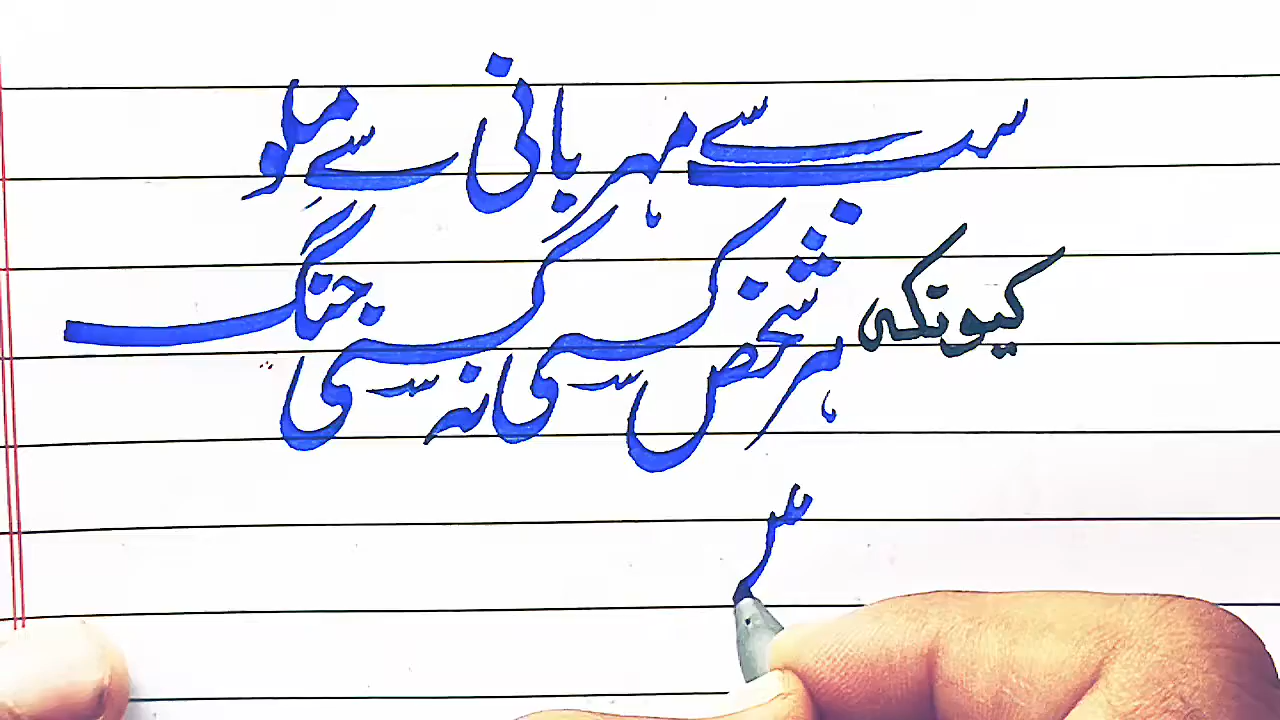 سب سے مہربانی سے ملو
کیونکہ ہر شخص کسی نہ کسی جنگ